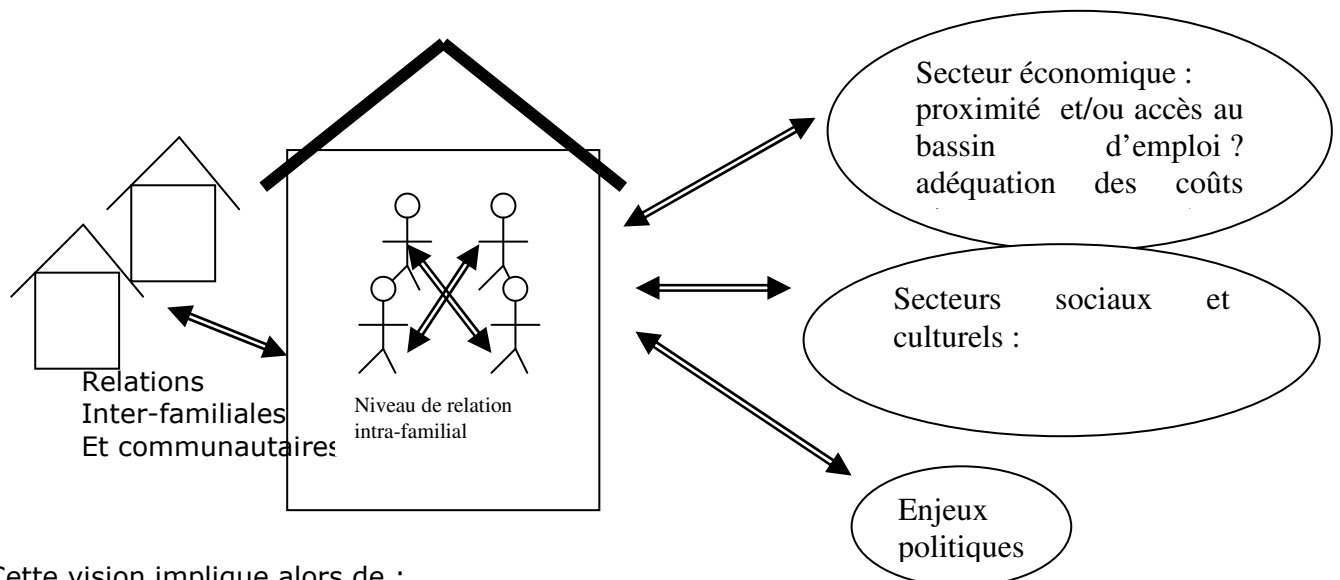 Secteur économique :
proximité et/ou accès au
bassin d'emploi ?
adéquation des coûts
Secteurs sociaux et
culturels :
Relations
Inter-familiales
Et communautaires
Niveau de relation
intra-familial
Enjeux
politiques
Cette vision implique alors de :